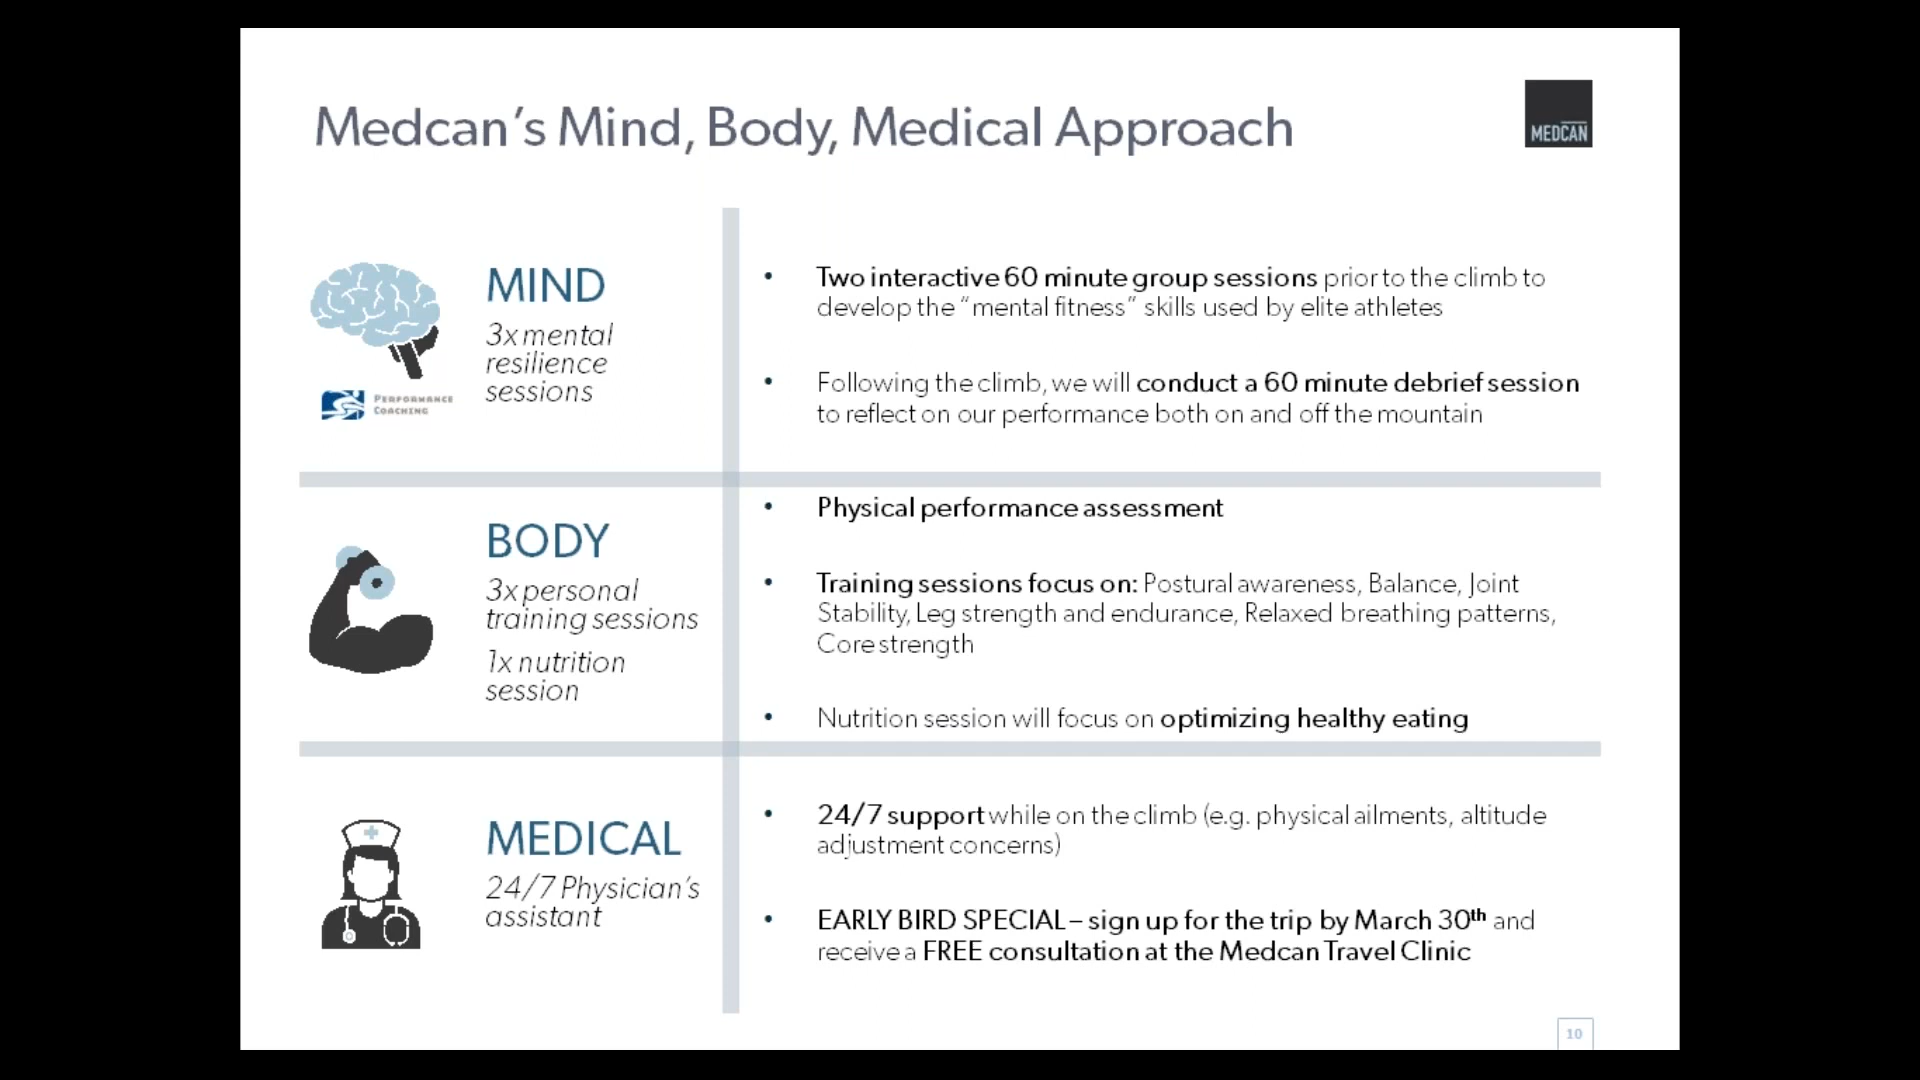 Medcan's Mind, Body, Medical Approach
MEDCAN
MIND
3x mental
resilience
sessions
PERFORMANCE
COACHING
• Two interactive 60 minute group sessions prior to the climb to
develop the “mental fitness” skills used by elite athletes
• Following the climb, we will conduct a 60 minute debrief session
to reflect on our performance both on and off the mountain
BODY
3x personal
training sessions
1x nutrition
session
• Physical performance assessment
• Training sessions focus on: Postural awareness, Balance, Joint
Stability, Leg strength and endurance, Relaxed breathing patterns,
Core strength
• Nutrition session will focus on optimizing healthy eating
MEDICAL
24/7 Physician's
assistant
• 24/7 support while on the climb (e.g. physical ailments, altitude
adjustment concerns)
• EARLY BIRD SPECIAL – sign up for the trip by March 30th and
receive a FREE consultation at the Medcan Travel Clinic
10